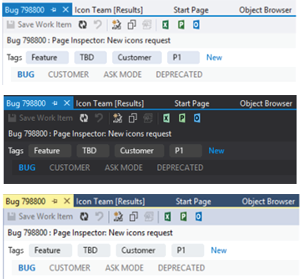 Bug 798800 Icon Team [Results] Start Page Object Browser
Save Work Item
Bug 798800 : Page Inspector: New icons request
Tags Feature TBD Customer P1 New
BUG CUSTOMER ASK MODE DEPRECATED
Bug 798800 Icon Team [Results] Start Page Object Browser
Save Work Item
Bug 798800 : Page Inspector: New icons request
Tags Feature TBD Customer P1 New
BUG CUSTOMER ASK MODE DEPRECATED
Bug 798800 Icon Team [Results] Start Page Object Browser
Save Work Item
Bug 798800 : Page Inspector: New icons request
Tags Feature TBD Customer P1 New
BUG CUSTOMER ASK MODE DEPRECATED